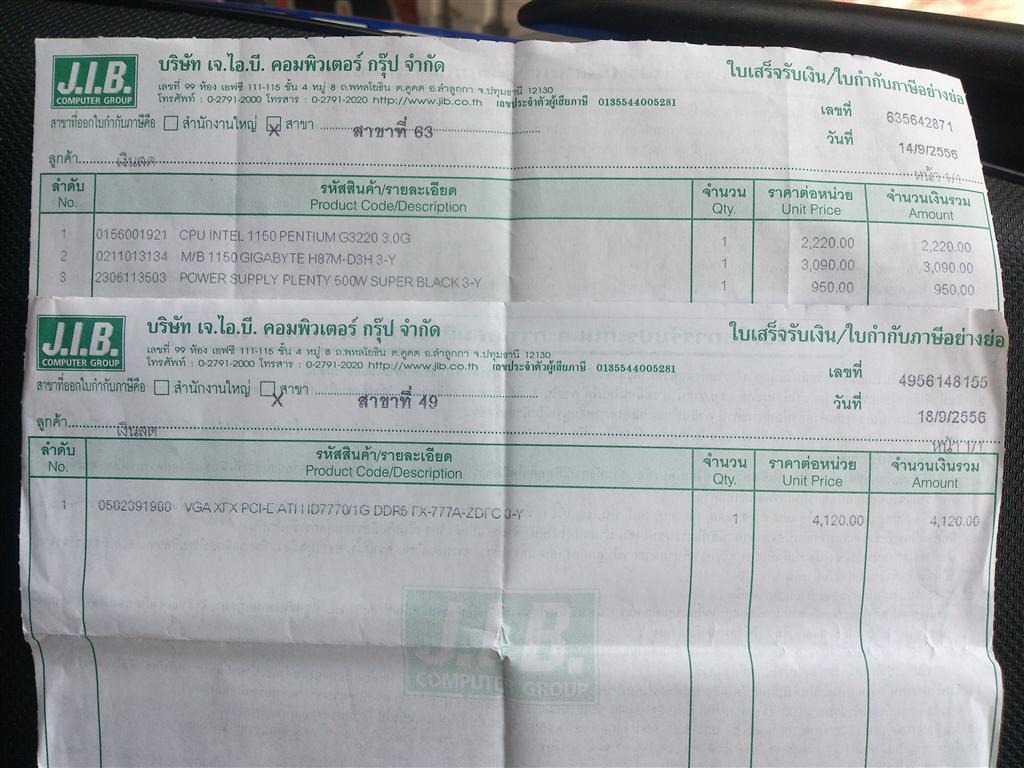 J.I.B.
COMPUTER GROUP
บริษัท เจ.ไอ.บี. คอมพิวเตอร์ กรุ๊ป จำกัด
เลขที่ 99 ห้อง เอฟซี 111-115 ชั้น 4 หมู่ 8 ถ.พหลโยธิน ต.คูคต อ.ลำลูกกา จ.ปทุมธานี 12130
โทรศัพท์ : 0-2791-2000 โทรสาร : 0-2791-2020 http://www.jib.co.th เลขประจำตัวผู้เสียภาษี 0135544005281
ใบเสร็จรับเงิน/ใบกำกับภาษีอย่างย่อ
สาขาที่ออกใบกำกับภาษีคือ สำนักงานใหญ่ X สาขา สาขาที่ 63
เลขที่ 635642871
วันที่ 14/9/2556
ลูกค้า เงินสด
หน้า 1/1
ลำดับ รหัสสินค้า/รายละเอียด จำนวน ราคาต่อหน่วย จำนวนเงินรวม
No. Product Code/Description Qty. Unit Price Amount
1 0156001921 CPU INTEL 1150 PENTIUM G3220 3.0G 1 2,220.00 2,220.00
2 0211013134 M/B 1150 GIGABYTE H87M-D3H 3-Y 1 3,090.00 3,090.00
3 2306113503 POWER SUPPLY PLENTY 500W SUPER BLACK 3-Y 1 950.00 950.00
J.I.B.
COMPUTER GROUP
บริษัท เจ.ไอ.บี. คอมพิวเตอร์ กรุ๊ป จำกัด
เลขที่ 99 ห้อง เอฟซี 111-115 ชั้น 4 หมู่ 8 ถ.พหลโยธิน ต.คูคต อ.ลำลูกกา จ.ปทุมธานี 12130
โทรศัพท์ : 0-2791-2000 โทรสาร : 0-2791-2020 http://www.jib.co.th เลขประจำตัวผู้เสียภาษี 0135544005281
ใบเสร็จรับเงิน/ใบกำกับภาษีอย่างย่อ
สาขาที่ออกใบกำกับภาษีคือ สำนักงานใหญ่ X สาขา สาขาที่ 49
เลขที่ 4956148155
วันที่ 18/9/2556
ลูกค้า เงินสด
หน้า 1/1
ลำดับ รหัสสินค้า/รายละเอียด จำนวน ราคาต่อหน่วย จำนวนเงินรวม
No. Product Code/Description Qty. Unit Price Amount
1 0582391988 VGA XFX PCI-E ATI HD7770/1G DDR5 FX-777A-ZDFC 3-Y 1 4,120.00 4,120.00
J.I.B.
COMPUTER GROUP